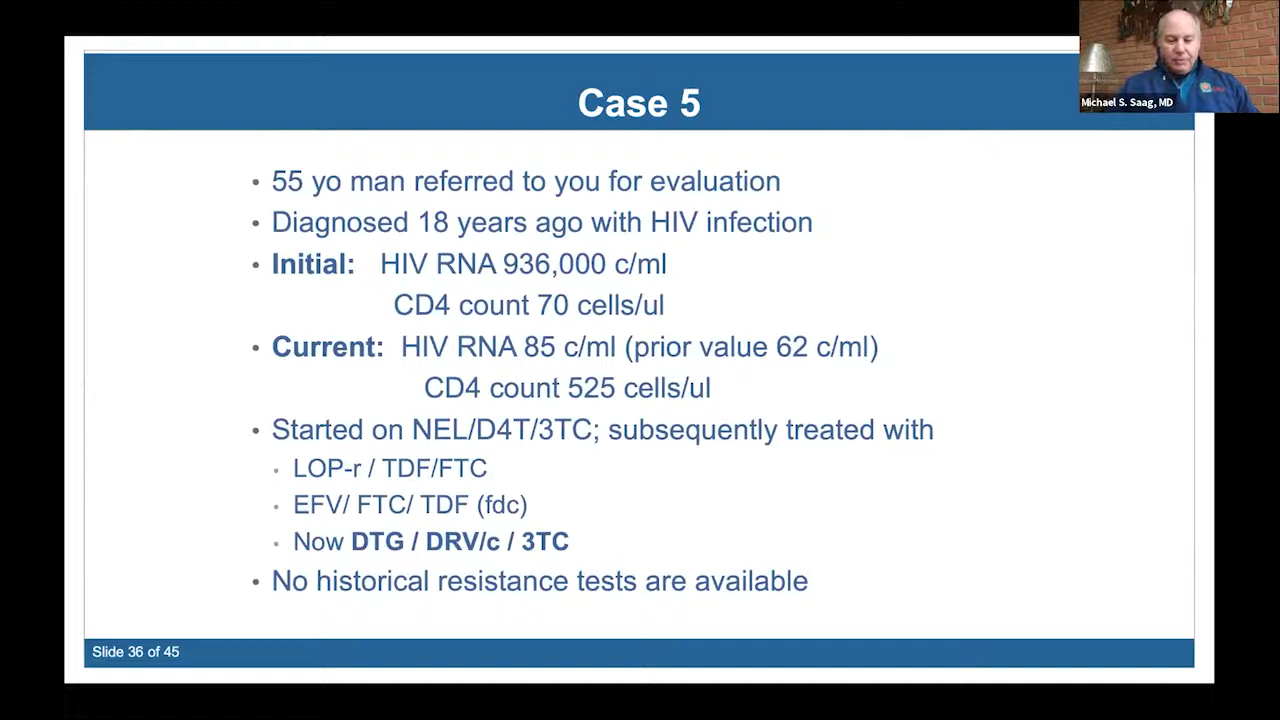 Case 5
Michael S. Saag, MD
• 55 yo man referred to you for evaluation
• Diagnosed 18 years ago with HIV infection
• Initial: HIV RNA 936,000 c/ml
CD4 count 70 cells/ul
• Current: HIV RNA 85 c/ml (prior value 62 c/ml)
CD4 count 525 cells/ul
• Started on NEL/D4T/3TC; subsequently treated with
• LOP-r / TDF/FTC
• EFV/ FTC/ TDF (fdc)
• Now DTG / DRV/c / 3TC
• No historical resistance tests are available
Slide 36 of 45